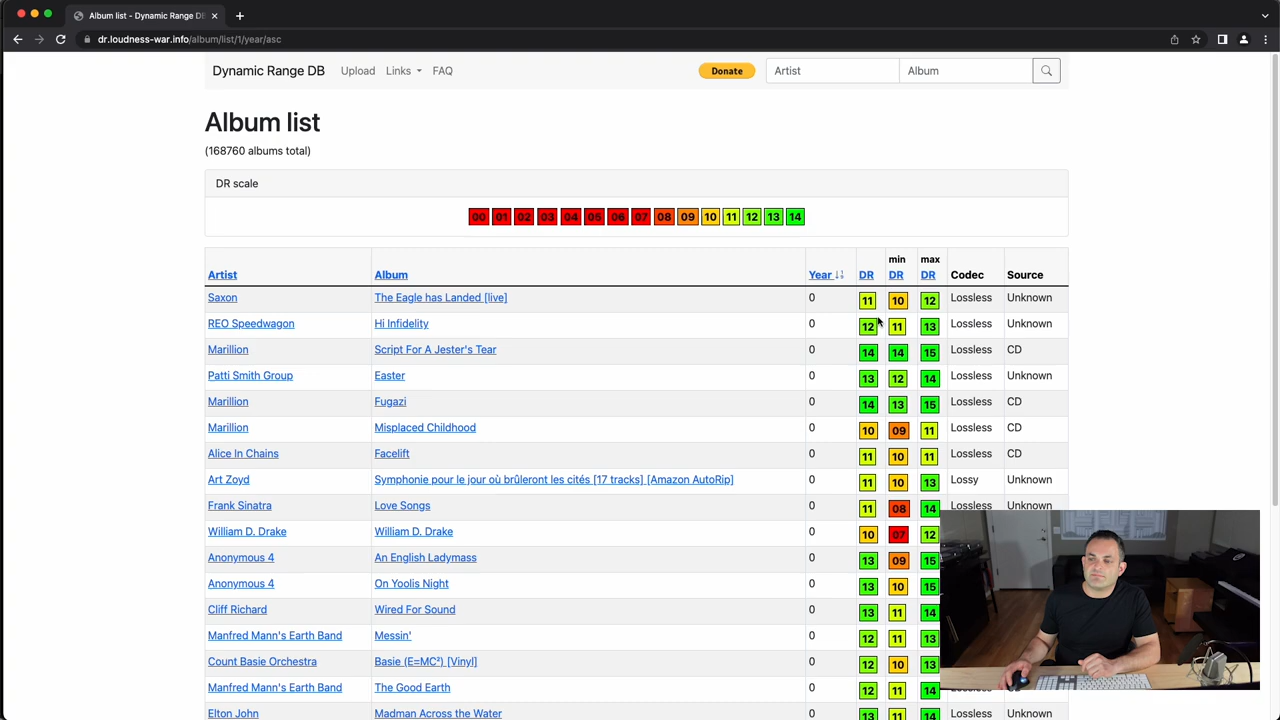 Album list - Dynamic Range DB
dr.loudness-war.info/album/list/1/year/asc
Dynamic Range DB Upload Links FAQ Donate Artist Album
Album list
(168760 albums total)
DR scale
00 01 02 03 04 05 06 07 08 09 10 11 12 13 14
Artist Album Year DR min DR max DR Codec Source
Saxon The Eagle has Landed [live] 0 11 10 12 Lossless Unknown
REO Speedwagon Hi Infidelity 0 12 11 13 Lossless Unknown
Marillion Script For A Jester's Tear 0 14 14 15 Lossless CD
Patti Smith Group Easter 0 13 12 14 Lossless Unknown
Marillion Fugazi 0 14 13 15 Lossless CD
Marillion Misplaced Childhood 0 10 09 11 Lossless CD
Alice In Chains Facelift 0 11 10 11 Lossless CD
Art Zoyd Symphonie pour le jour où brûleront les cités [17 tracks] [Amazon AutoRip] 0 11 10 13 Lossy Unknown
Frank Sinatra Love Songs 0 11 08 14 Lossless Unknown
William D. Drake William D. Drake 0 10 07 12
Anonymous 4 An English Ladymass 0 13 09 15
Anonymous 4 On Yoolis Night 0 13 10 15
Cliff Richard Wired For Sound 0 13 11 14
Manfred Mann's Earth Band Messin' 0 12 11 13
Count Basie Orchestra Basie (E=MC²) [Vinyl] 0 12 10 13
Manfred Mann's Earth Band The Good Earth 0 12 11 14
Elton John Madman Across the Water 0 13 11 14 Lossless Unknown